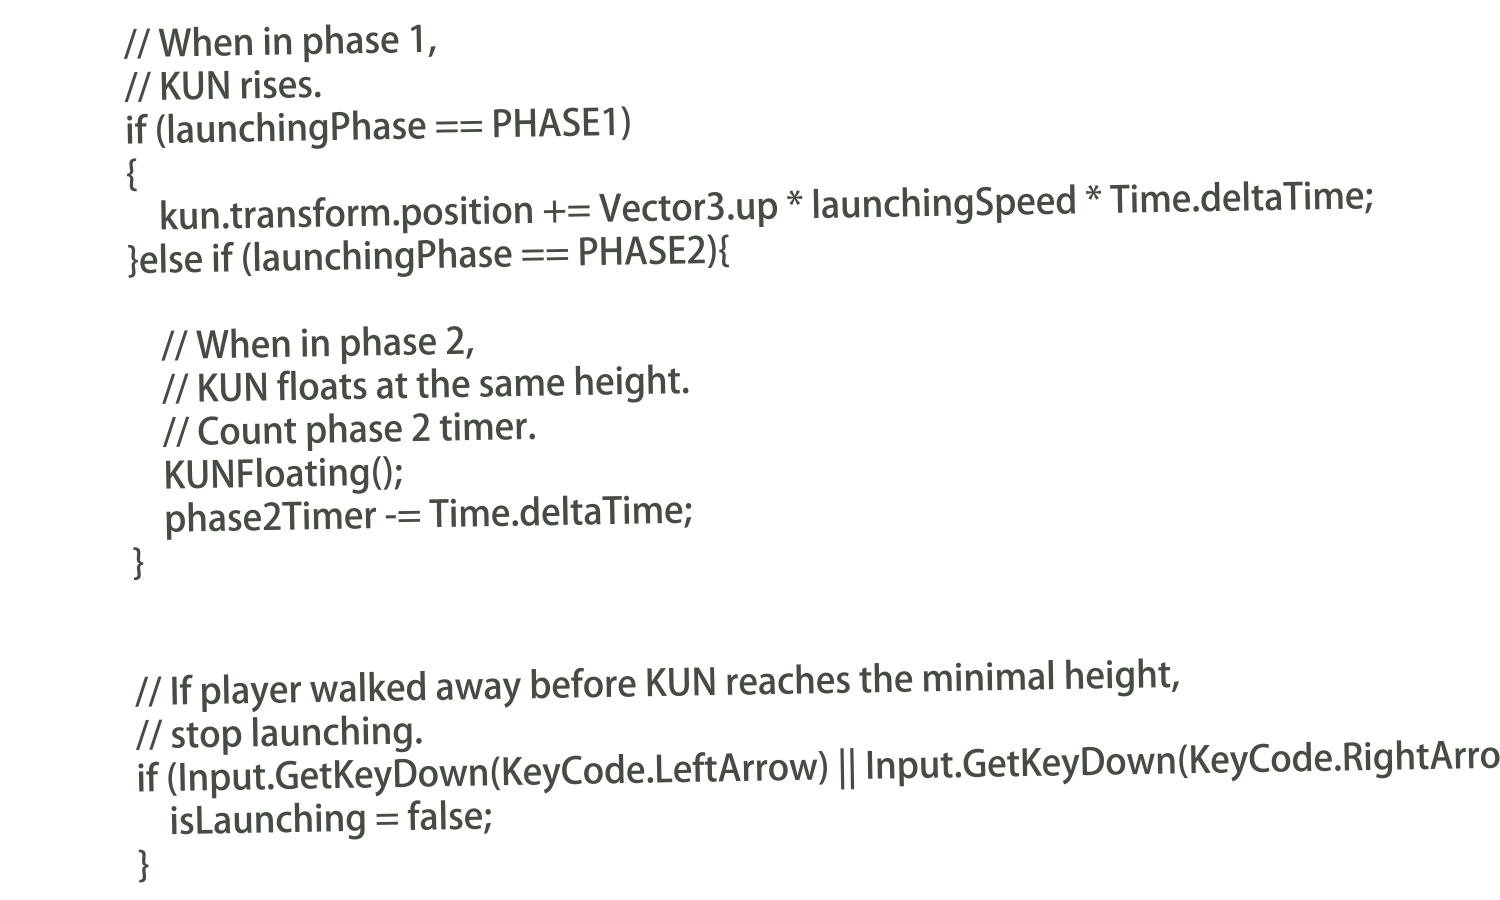 // When in phase 1,
// KUN rises.
if (launchingPhase == PHASE1)
{
kun.transform.position += Vector3.up * launchingSpeed * Time.deltaTime;
}else if (launchingPhase == PHASE2){
// When in phase 2,
// KUN floats at the same height.
// Count phase 2 timer.
KUNFloating();
phase2Timer -= Time.deltaTime;
}
// If player walked away before KUN reaches the minimal height,
// stop launching.
if (Input.GetKeyDown(KeyCode.LeftArrow) || Input.GetKeyDown(KeyCode.RightArro
isLaunching = false;
}